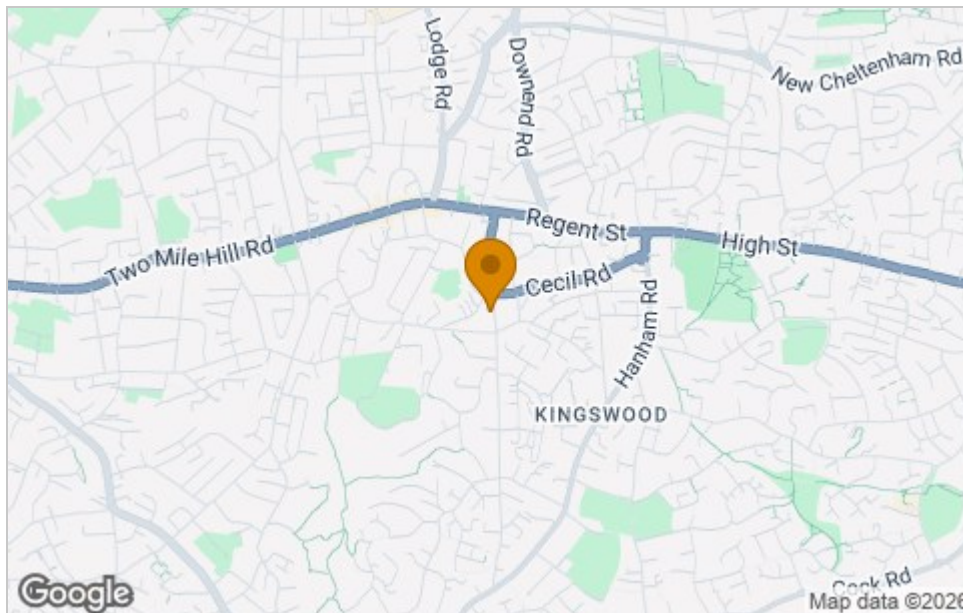 Lodge Rd
Downend Rd
New Cheltenham Rd
Two Mile Hill Rd
Regent St
High St
Cecil Rd
Hanham Rd
KINGSWOOD
Cock Rd
Google
Map data ©2026